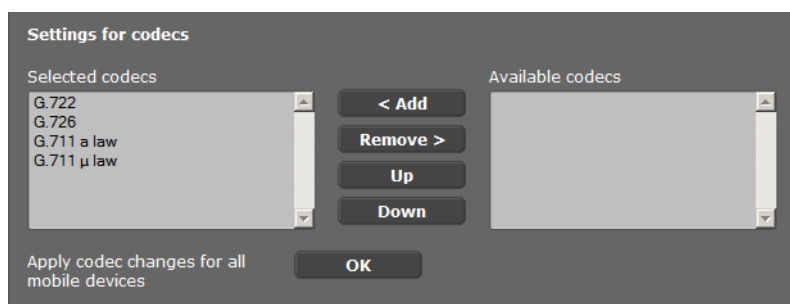 Settings for codecs
Selected codecs
Available codecs
G.722
G.726
G.711 a law
G.711 µ law
< Add
Remove >
Up
Down
Apply codec changes for all
mobile devices
OK